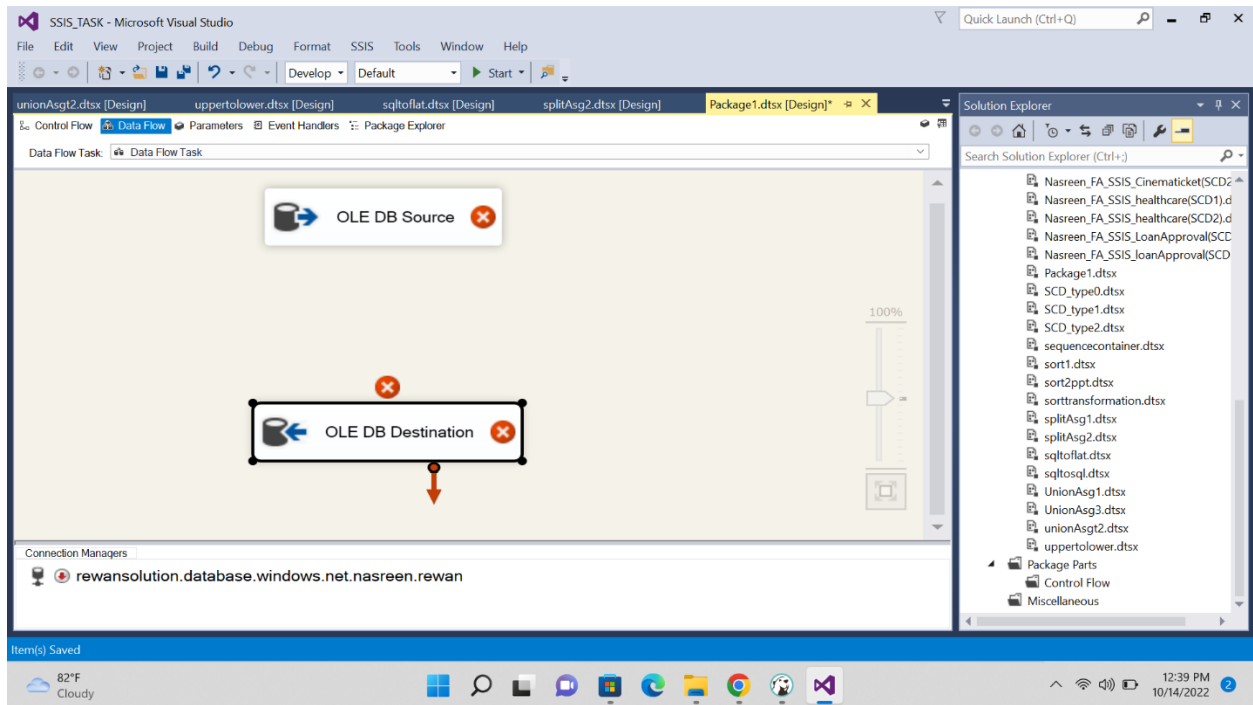 SSIS_TASK - Microsoft Visual Studio
Quick Launch (Ctrl+Q)
File Edit View Project Build Debug Format SSIS Tools Window Help
Develop Default Start
unionAsgt2.dtsx [Design] uppertolower.dtsx [Design] sqltoflat.dtsx [Design] splitAsg2.dtsx [Design] Package1.dtsx [Design]*
Control Flow Data Flow Parameters Event Handlers Package Explorer
Data Flow Task: Data Flow Task
OLE DB Source
100%
OLE DB Destination
Connection Managers
rewansolution.database.windows.net.nasreen.rewan
Solution Explorer
Search Solution Explorer (Ctrl+;)
Nasreen_FA_SSIS_Cinematicket(SCD2
Nasreen_FA_SSIS_healthcare(SCD1).d
Nasreen_FA_SSIS_healthcare(SCD2).d
Nasreen_FA_SSIS_LoanApproval(SCD
Nasreen_FA_SSIS_loanApproval(SCD
Package1.dtsx
SCD_type0.dtsx
SCD_type1.dtsx
SCD_type2.dtsx
sequencecontainer.dtsx
sort1.dtsx
sort2ppt.dtsx
sorttransformation.dtsx
splitAsg1.dtsx
splitAsg2.dtsx
sqltoflat.dtsx
sqltosql.dtsx
UnionAsg1.dtsx
UnionAsg3.dtsx
unionAsgt2.dtsx
uppertolower.dtsx
Package Parts
Control Flow
Miscellaneous
Item(s) Saved
82°F
Cloudy
12:39 PM
10/14/2022
2